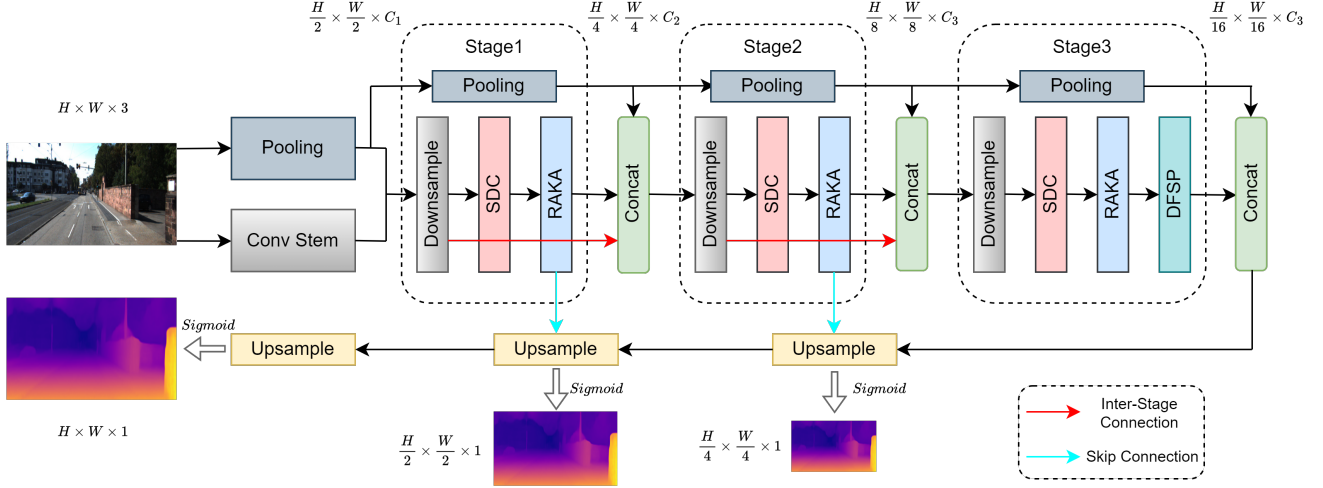 H/2 × W/2 × C₁
H/4 × W/4 × C₂
H/8 × W/8 × C₃
H/16 × W/16 × C₃
Stage1
Stage2
Stage3
Pooling
Pooling
Pooling
H × W × 3
Pooling
Conv Stem
Downsample
SDC
RAKA
Concat
Downsample
SDC
RAKA
Concat
Downsample
SDC
RAKA
DFSP
Concat
Sigmoid
Upsample
Upsample
Upsample
Sigmoid
Sigmoid
H × W × 1
H/2 × W/2 × 1
H/4 × W/4 × 1
Inter-Stage
Connection
Skip Connection